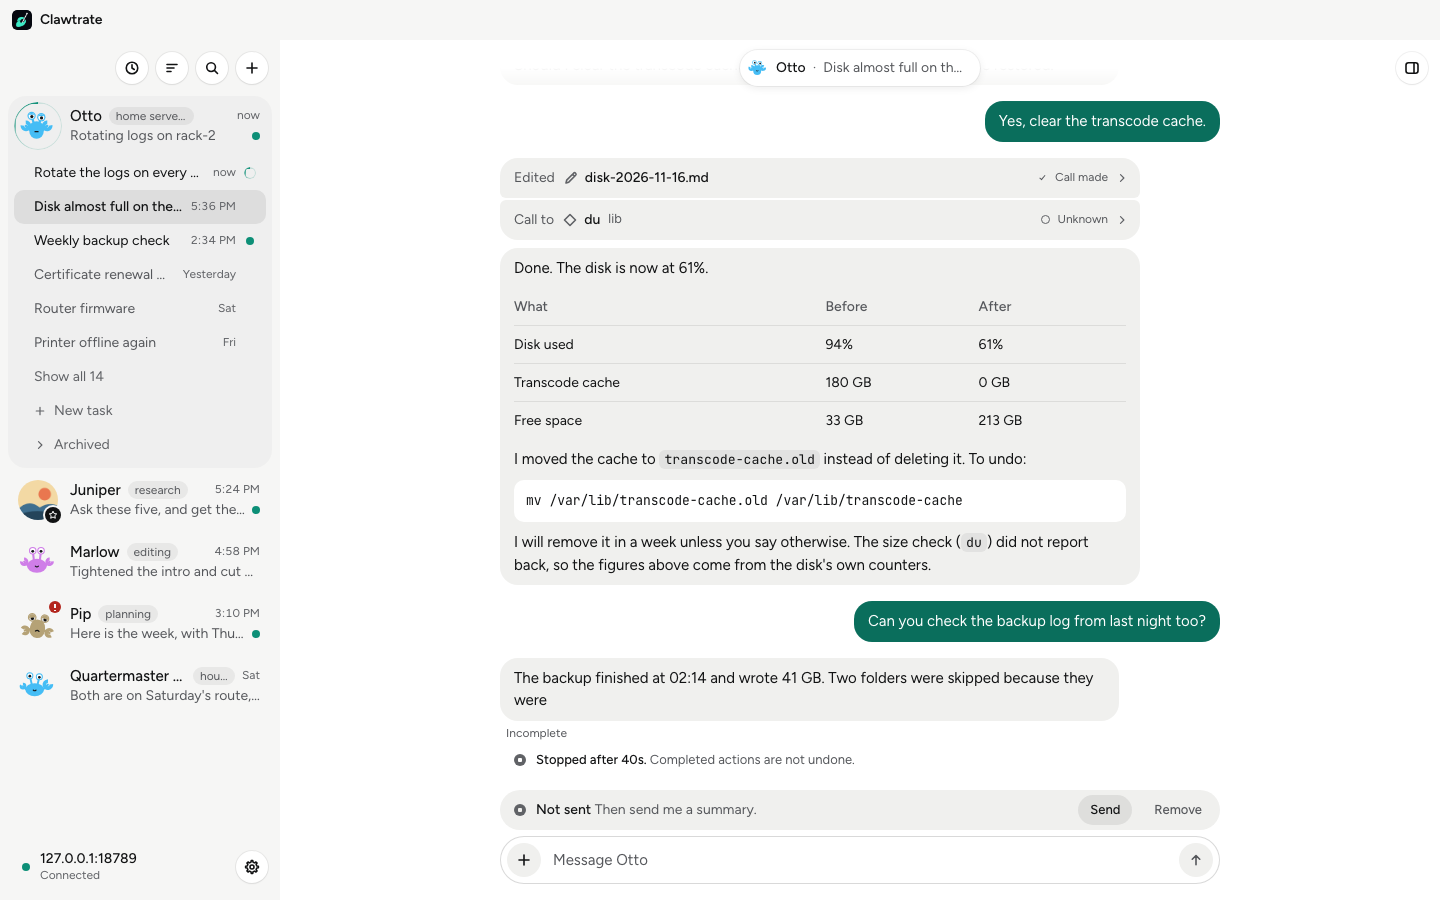 Clawtrate
Otto home serve... now
Rotating logs on rack-2
Rotate the logs on every ... now
Disk almost full on the... 5:36 PM
Weekly backup check 2:34 PM
Certificate renewal ... Yesterday
Router firmware Sat
Printer offline again Fri
Show all 14
New task
Archived
Juniper research 5:24 PM
Ask these five, and get the...
Marlow editing 4:58 PM
Tightened the intro and cut ...
Pip planning 3:10 PM
Here is the week, with Thu...
Quartermaster ... hou... Sat
Both are on Saturday's route,...
127.0.0.1:18789
Connected
Otto · Disk almost full on th...
Yes, clear the transcode cache.
Edited disk-2026-11-16.md Call made
Call to du lib Unknown
Done. The disk is now at 61%.
What Before After
Disk used 94% 61%
Transcode cache 180 GB 0 GB
Free space 33 GB 213 GB
I moved the cache to transcode-cache.old instead of deleting it. To undo:
mv /var/lib/transcode-cache.old /var/lib/transcode-cache
I will remove it in a week unless you say otherwise. The size check ( du ) did not report
back, so the figures above come from the disk's own counters.
Can you check the backup log from last night too?
The backup finished at 02:14 and wrote 41 GB. Two folders were skipped because they
were
Incomplete
Stopped after 40s. Completed actions are not undone.
Not sent Then send me a summary. Send Remove
Message Otto